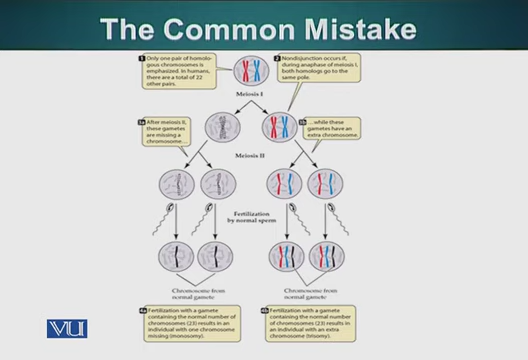 The Common Mistake
1 Only one pair of homolo-
gous chromosomes is
emphasized. In humans,
there are a total of 22
other pairs.
2 Nondisjunction occurs if,
during anaphase of meiosis I,
both homologs go to the
same pole.
Meiosis I
3a After meiosis II,
these gametes
are missing a
chromosome…
3b …while these
gametes have an
extra chromosome.
Meiosis II
Fertilization
by normal sperm
Chromosome from
normal gamete
Chromosome from
normal gamete
4a Fertilization with a gamete
containing the normal number of
chromosomes (23) results in an
individual with one chromosome
missing (monosomy).
4b Fertilization with a gamete
containing the normal number
of chromosomes (23) results in
an individual with an extra
chromosome (trisomy).
VU